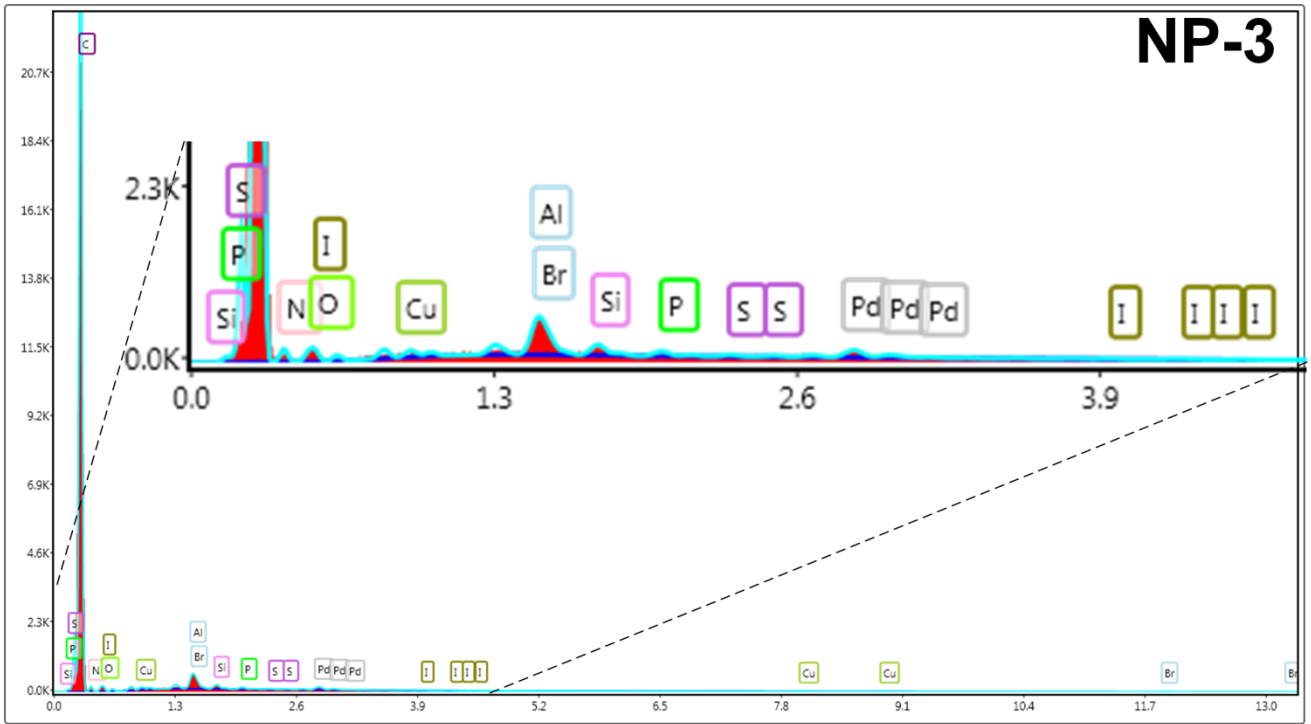 NP-3
C
20.7K
18.4K
16.1K
13.8K
11.5K
9.2K
6.9K
4.6K
2.3K
0.0K
2.3K
0.0K
S
P
Si
N
I
O
Cu
Al
Br
Si
P
S S
Pd Pd Pd
I I I I
0.0 1.3 2.6 3.9
S
P
Si
N
I
O
Cu
Al
Br
Si
P
S S
Pd Pd Pd
I I I I
Cu Cu
Br Br
0.0 1.3 2.6 3.9 5.2 6.5 7.8 9.1 10.4 11.7 13.0